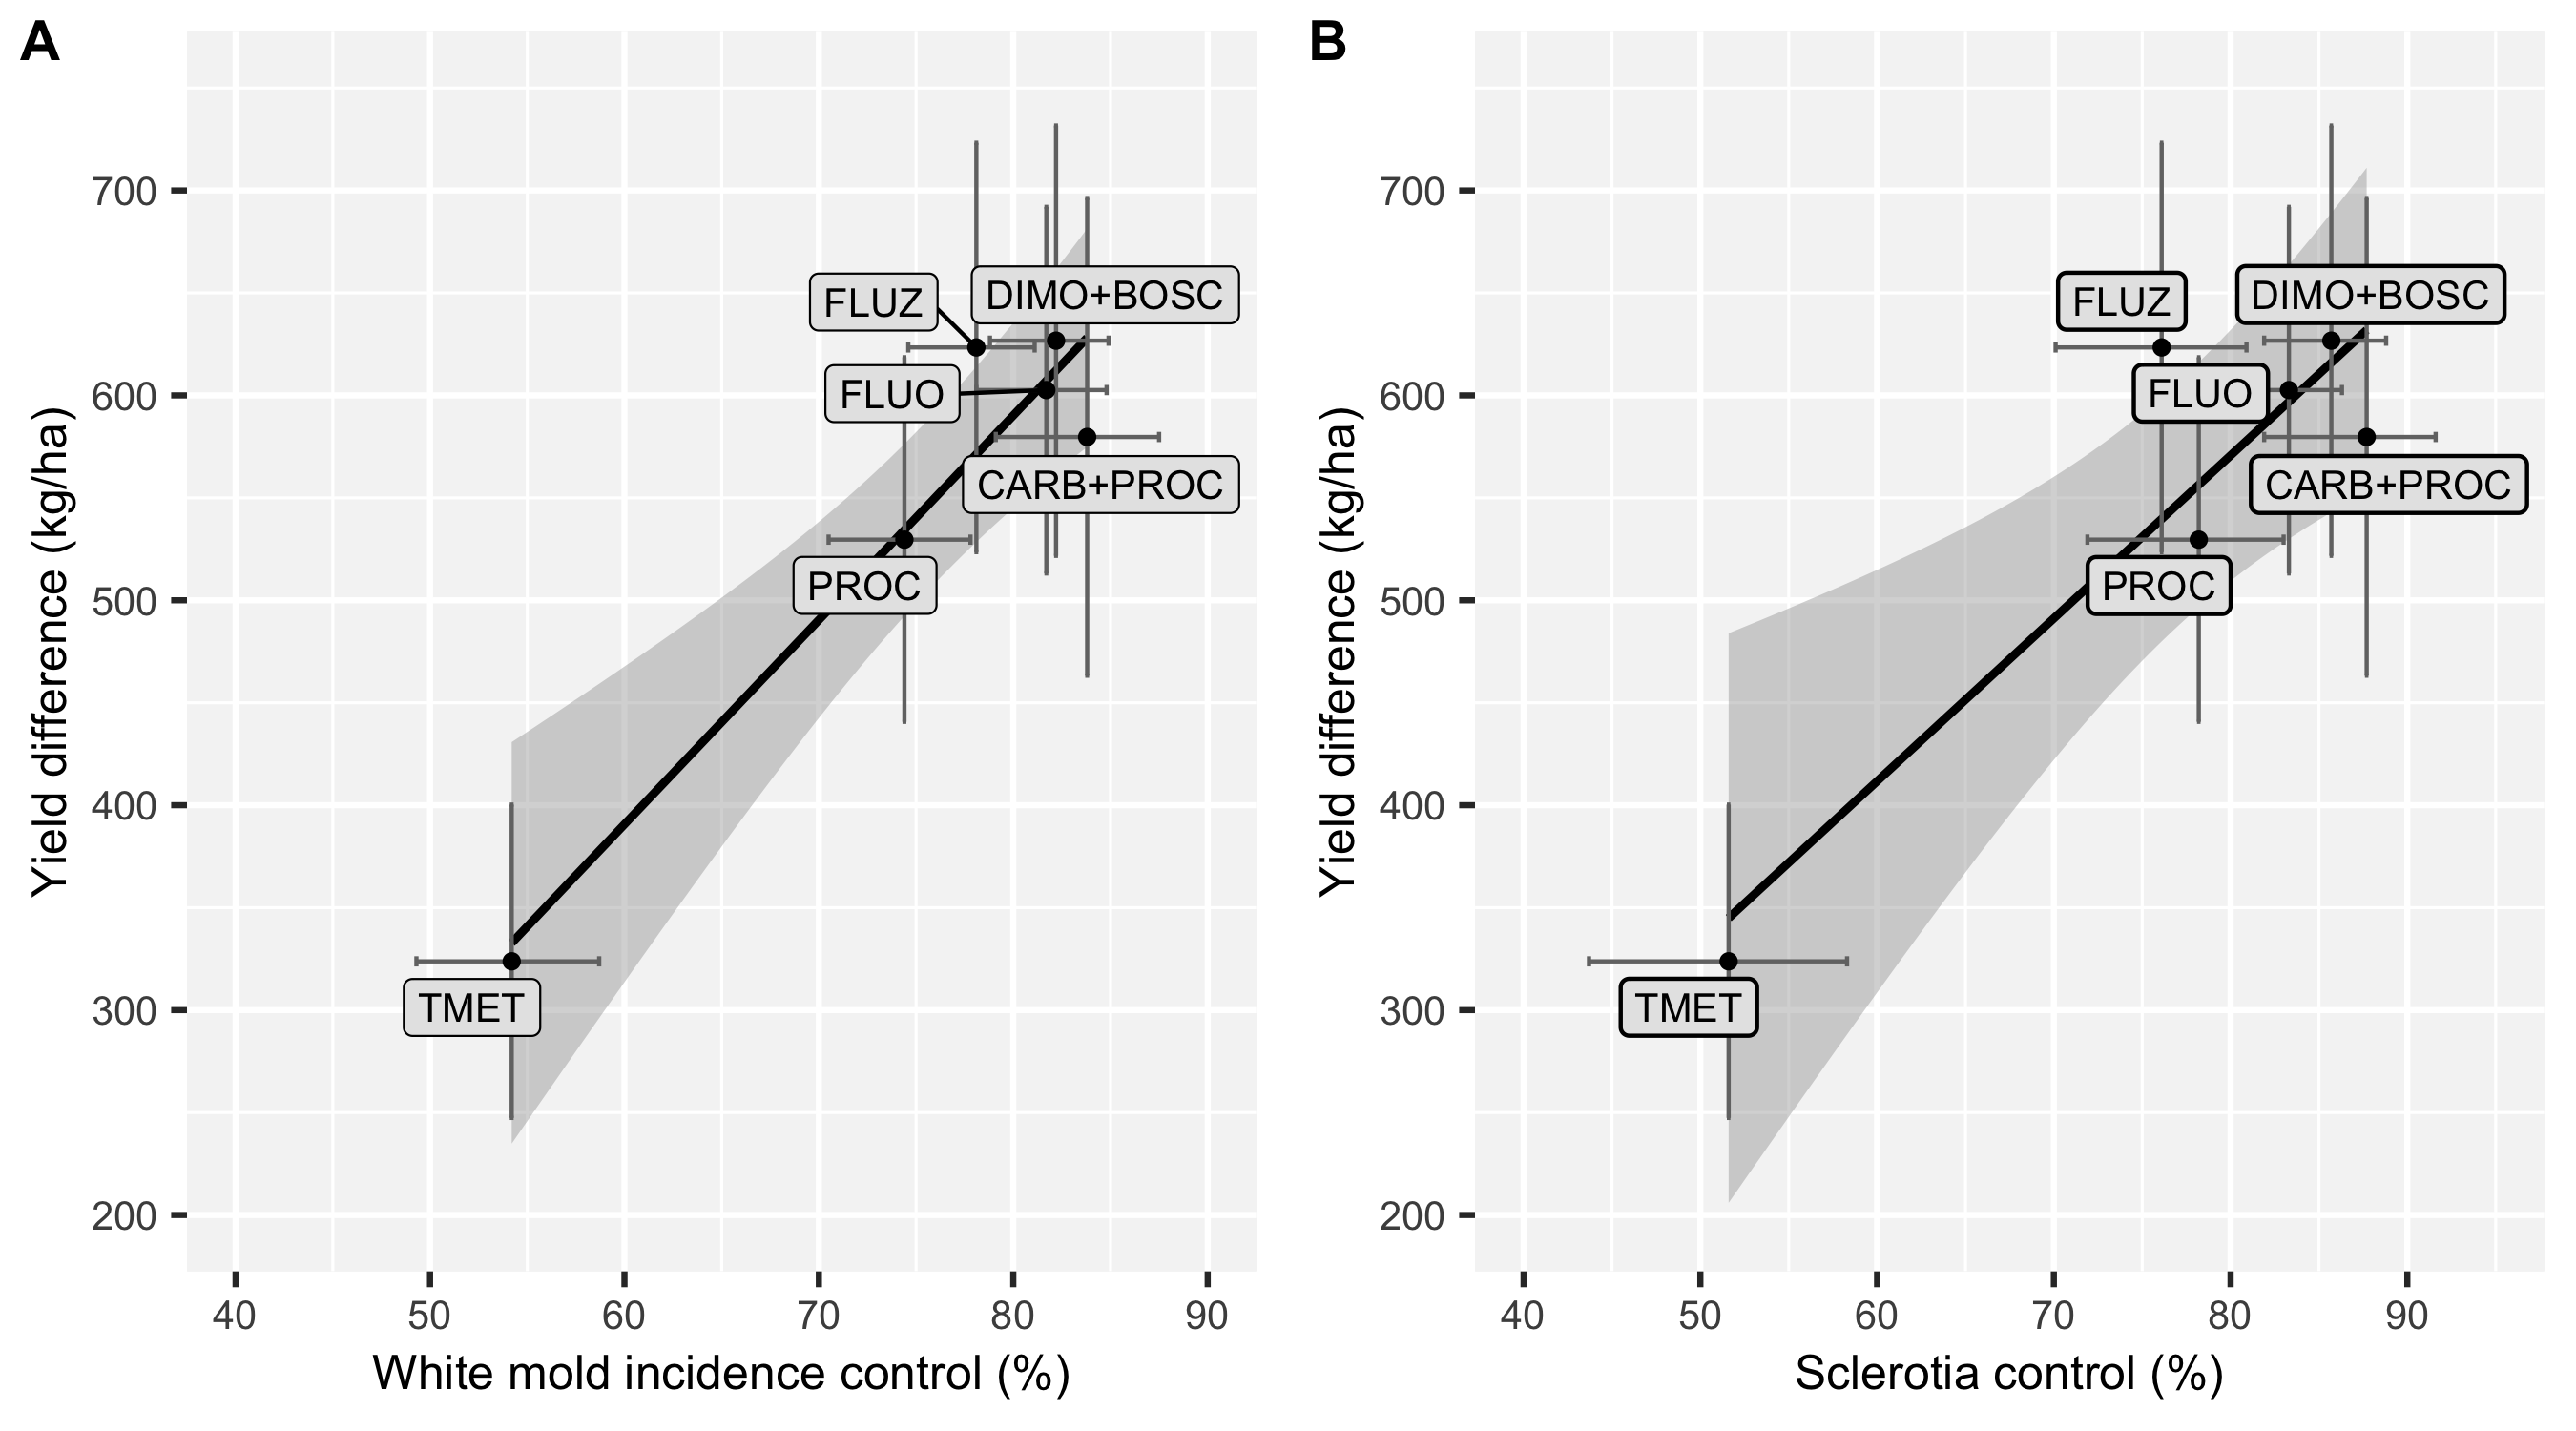 A
Yield difference (kg/ha)
700
600
500
400
300
200
FLUZ
DIMO+BOSC
FLUO
CARB+PROC
PROC
TMET
40 50 60 70 80 90
White mold incidence control (%)
B
Yield difference (kg/ha)
700
600
500
400
300
200
FLUZ
DIMO+BOSC
FLUO
CARB+PROC
PROC
TMET
40 50 60 70 80 90
Sclerotia control (%)